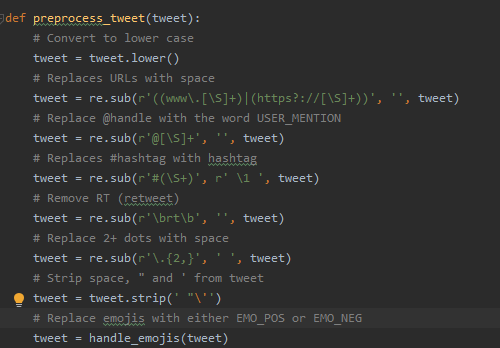 def preprocess_tweet(tweet):
# Convert to lower case
tweet = tweet.lower()
# Replaces URLs with space
tweet = re.sub(r'((www\.[\S]+)|(https?://[\S]+))', '', tweet)
# Replace @handle with the word USER_MENTION
tweet = re.sub(r'@[\S]+', '', tweet)
# Replaces #hashtag with hashtag
tweet = re.sub(r'#(\S+)', r' \1 ', tweet)
# Remove RT (retweet)
tweet = re.sub(r'\brt\b', '', tweet)
# Replace 2+ dots with space
tweet = re.sub(r'\.{2,}', ' ', tweet)
# Strip space, " and ' from tweet
tweet = tweet.strip(' "\'')
# Replace emojis with either EMO_POS or EMO_NEG
tweet = handle_emojis(tweet)